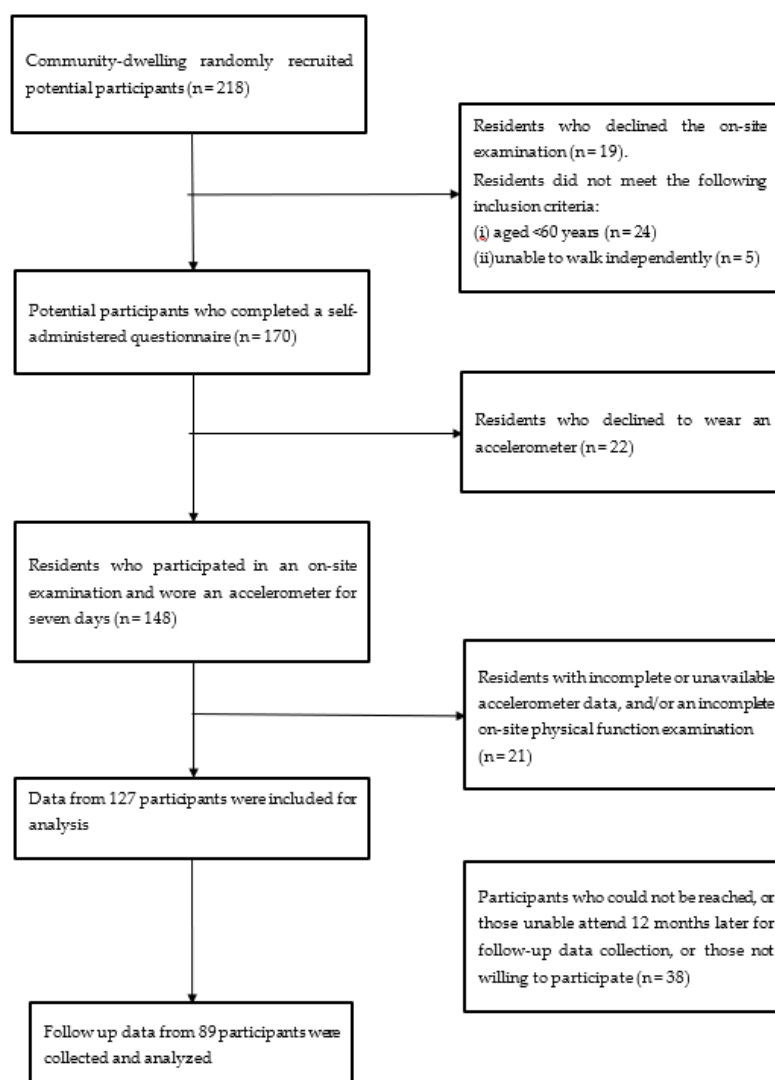 Community-dwelling randomly recruited
potential participants (n = 218)
Residents who declined the on-site
examination (n = 19).
Residents did not meet the following
inclusion criteria:
(i) aged <60 years (n = 24)
(ii)unable to walk independently (n = 5)
Potential participants who completed a self-
administered questionnaire (n = 170)
Residents who declined to wear an
accelerometer (n = 22)
Residents who participated in an on-site
examination and wore an accelerometer for
seven days (n = 148)
Residents with incomplete or unavailable
accelerometer data, and/or an incomplete
on-site physical function examination
(n = 21)
Data from 127 participants were included for
analysis
Participants who could not be reached, or
those unable attend 12 months later for
follow-up data collection, or those not
willing to participate (n = 38)
Follow up data from 89 participants were
collected and analyzed